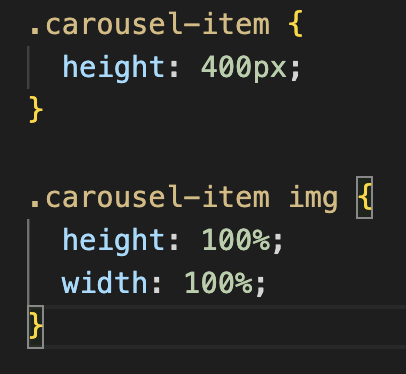 .carousel-item {
  height: 400px;
}
.carousel-item img {
  height: 100%;
  width: 100%;
}